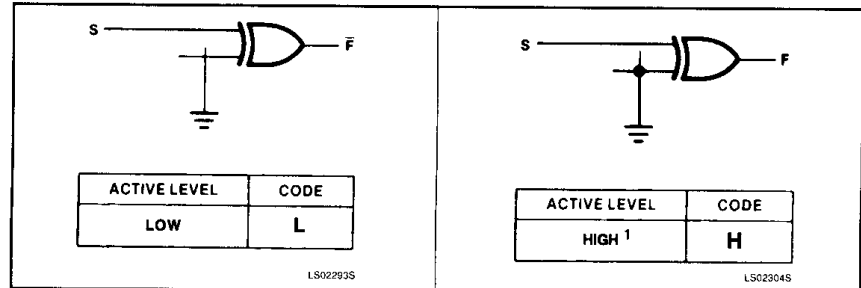 S
F̅
ACTIVE LEVEL CODE
LOW L
LS02293S
S
F
ACTIVE LEVEL CODE
HIGH 1 H
LS02304S